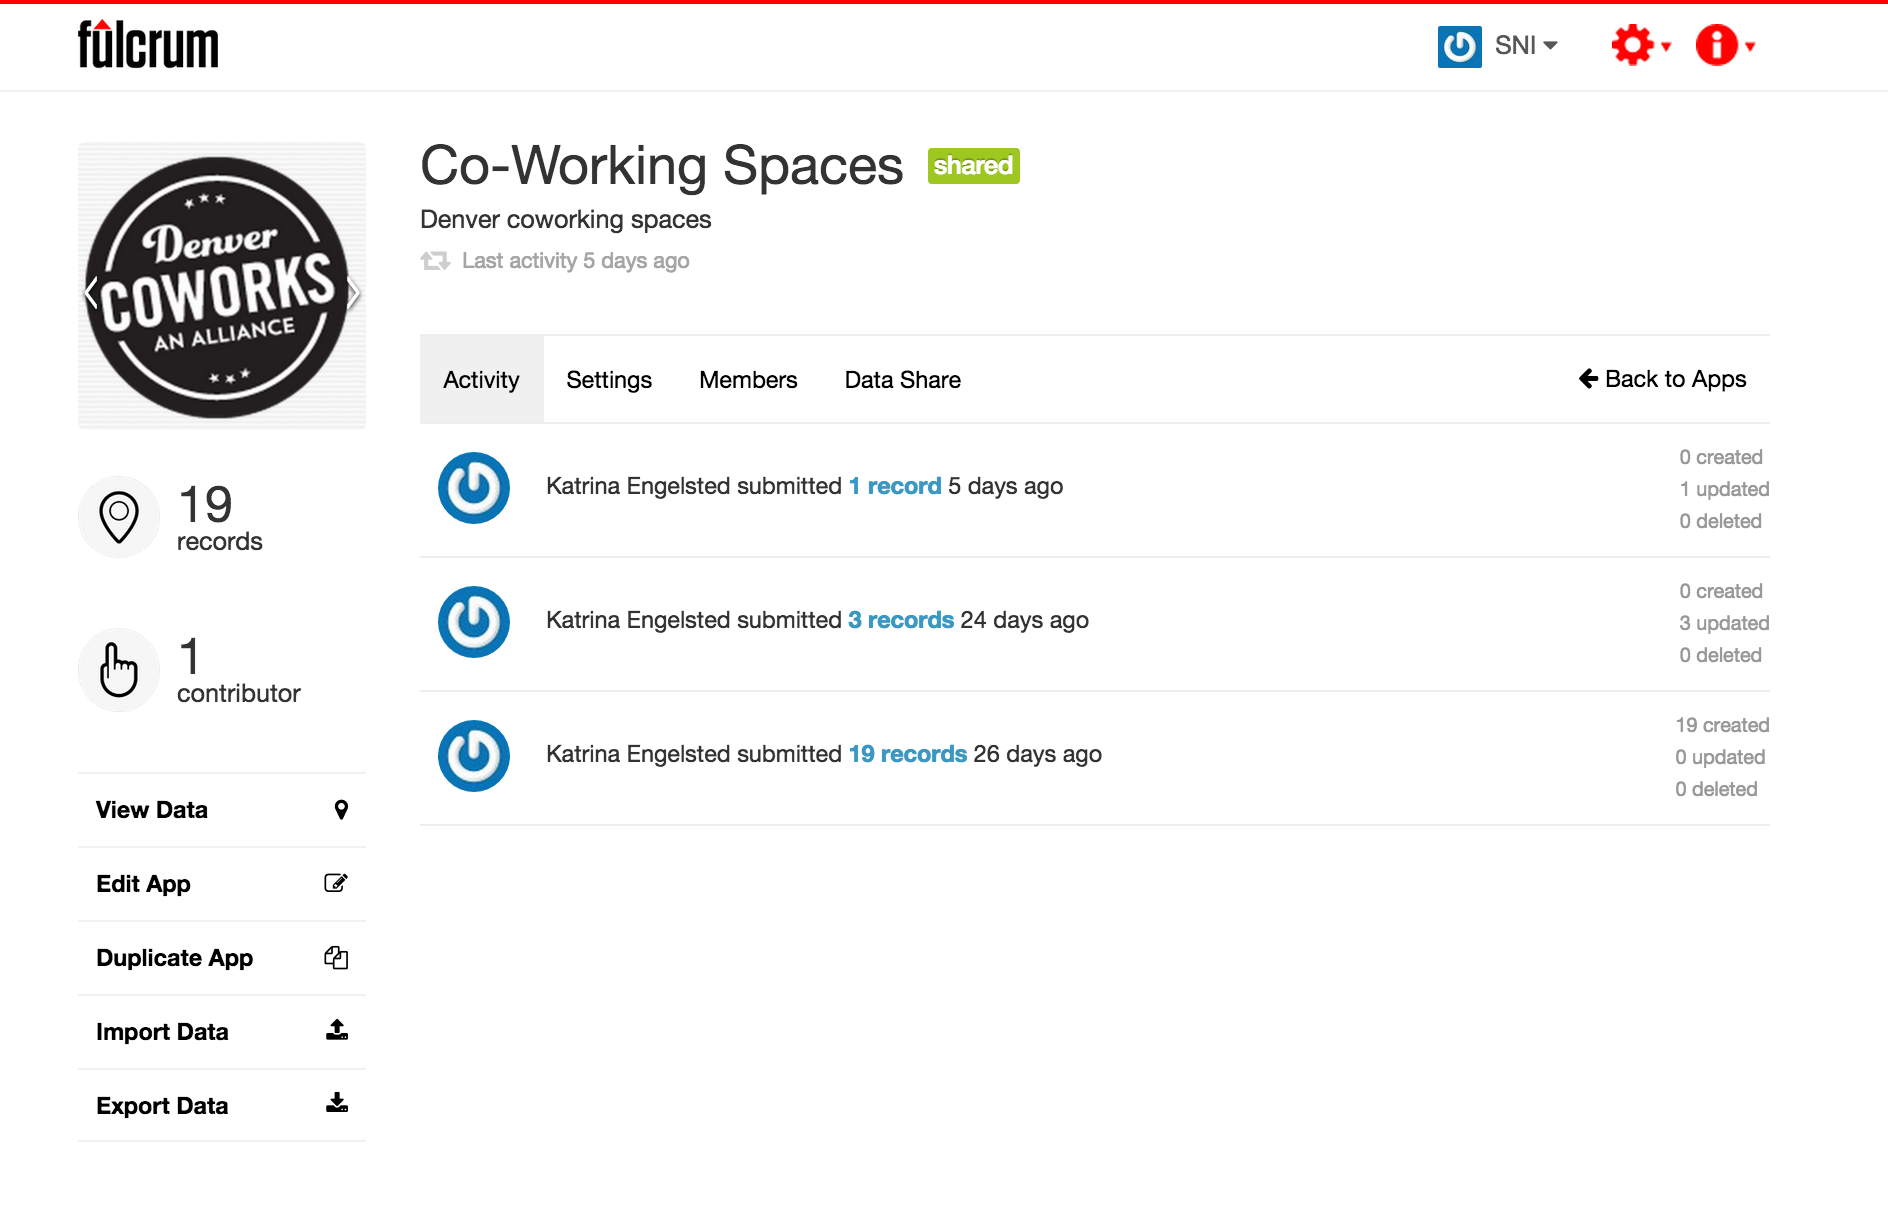 fulcrum
SNI
Denver
COWORKS
AN ALLIANCE
Co-Working Spaces shared
Denver coworking spaces
Last activity 5 days ago
19
records
1
contributor
View Data
Edit App
Duplicate App
Import Data
Export Data
Activity Settings Members Data Share Back to Apps
Katrina Engelsted submitted 1 record 5 days ago
0 created
1 updated
0 deleted
Katrina Engelsted submitted 3 records 24 days ago
0 created
3 updated
0 deleted
Katrina Engelsted submitted 19 records 26 days ago
19 created
0 updated
0 deleted